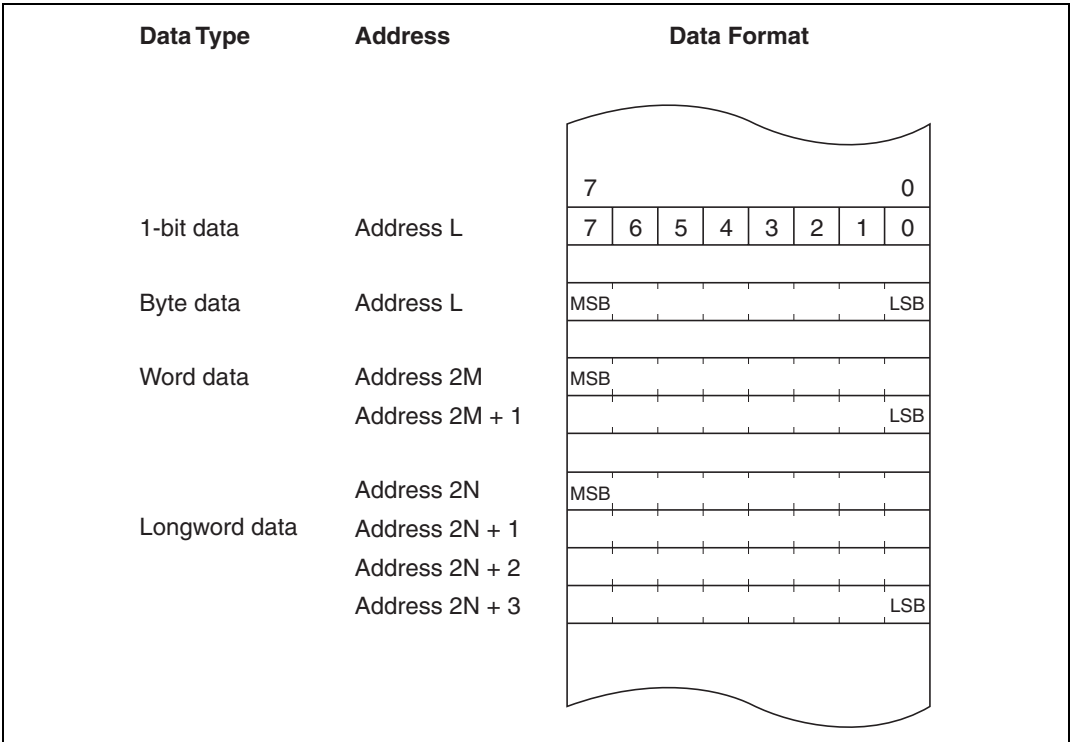 Data Type Address Data Format
7 0
1-bit data Address L 7 6 5 4 3 2 1 0
Byte data Address L MSB LSB
Word data Address 2M MSB
Address 2M + 1 LSB
Address 2N MSB
Longword data Address 2N + 1
Address 2N + 2
Address 2N + 3 LSB